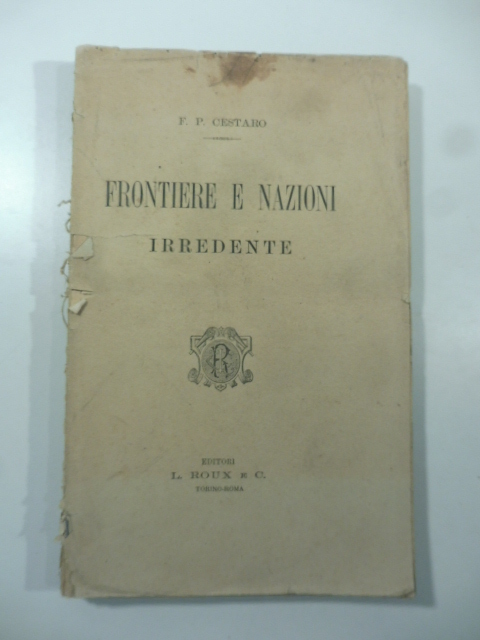 F. P. CESTARO
FRONTIERE E NAZIONI
IRREDENTE
EDITORI
L. ROUX E C.
TORINO-ROMA